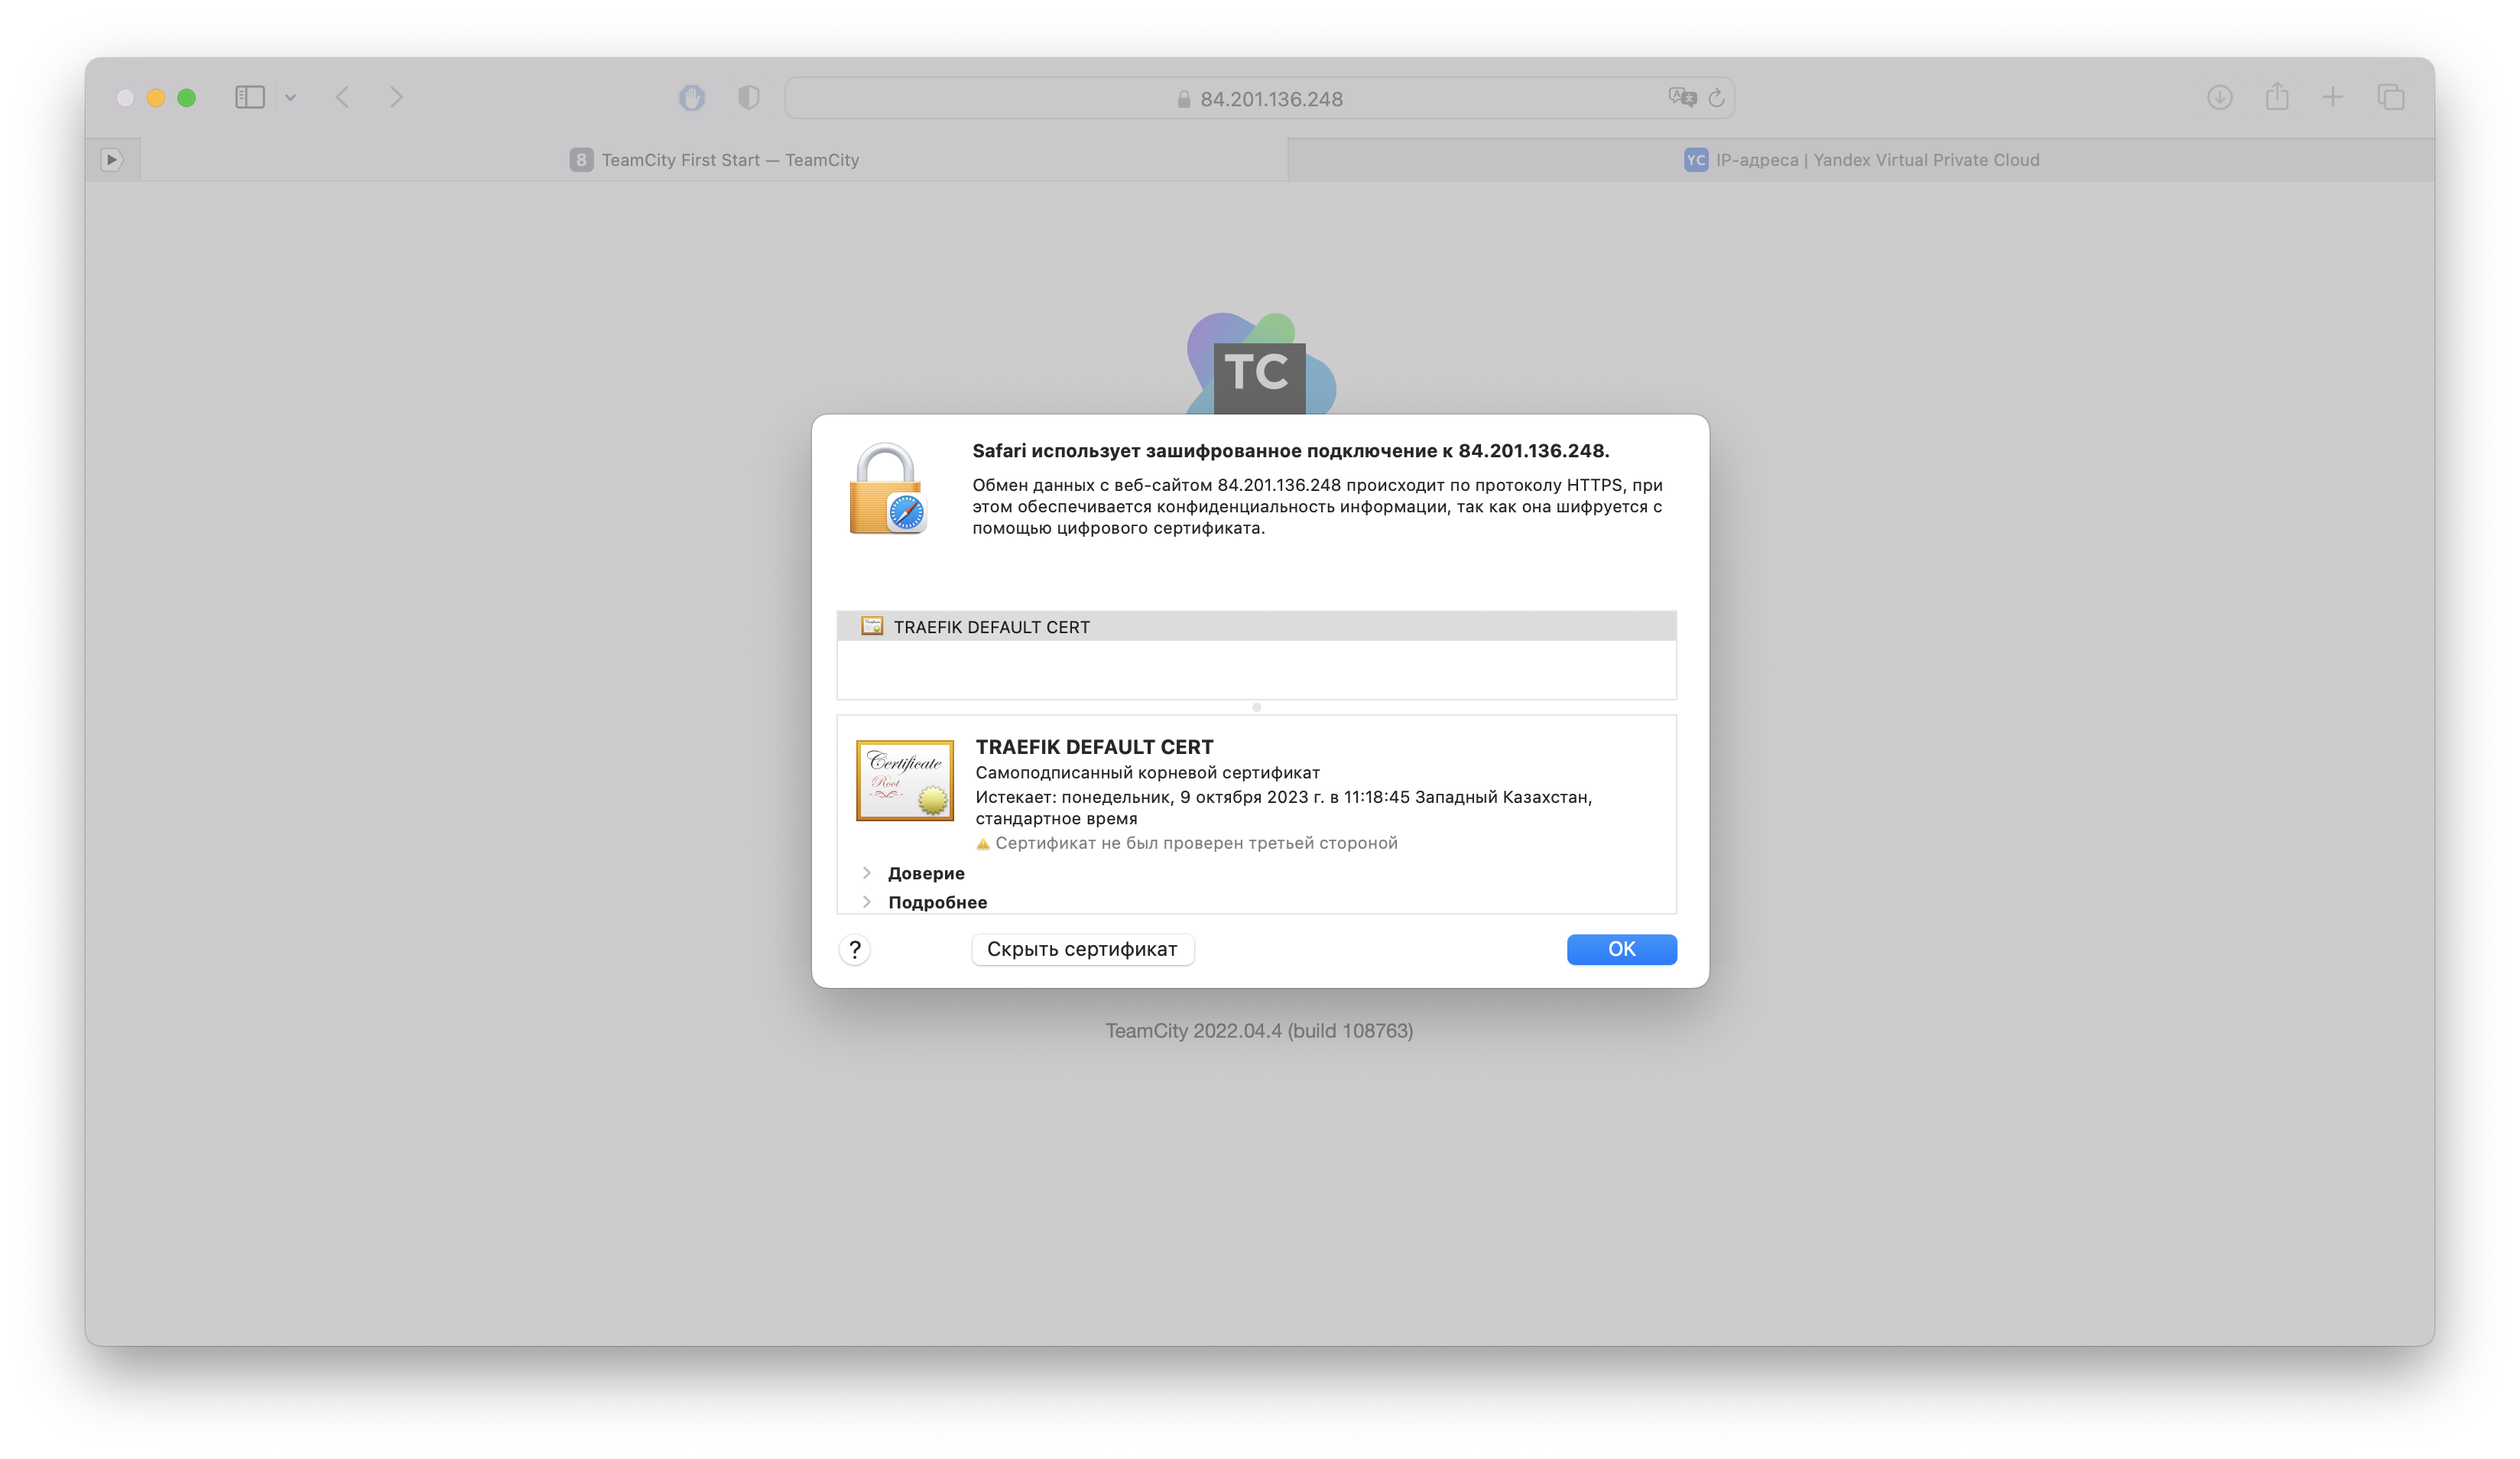 84.201.136.248
8 TeamCity First Start — TeamCity
YC IP-адреса | Yandex Virtual Private Cloud
TC
Safari использует зашифрованное подключение к 84.201.136.248.
Обмен данных с веб-сайтом 84.201.136.248 происходит по протоколу HTTPS, при
этом обеспечивается конфиденциальность информации, так как она шифруется с
помощью цифрового сертификата.
TRAEFIK DEFAULT CERT
Certificate
Root
TRAEFIK DEFAULT CERT
Самоподписанный корневой сертификат
Истекает: понедельник, 9 октября 2023 г. в 11:18:45 Западный Казахстан,
стандартное время
Сертификат не был проверен третьей стороной
Доверие
Подробнее
?
Скрыть сертификат
OK
TeamCity 2022.04.4 (build 108763)